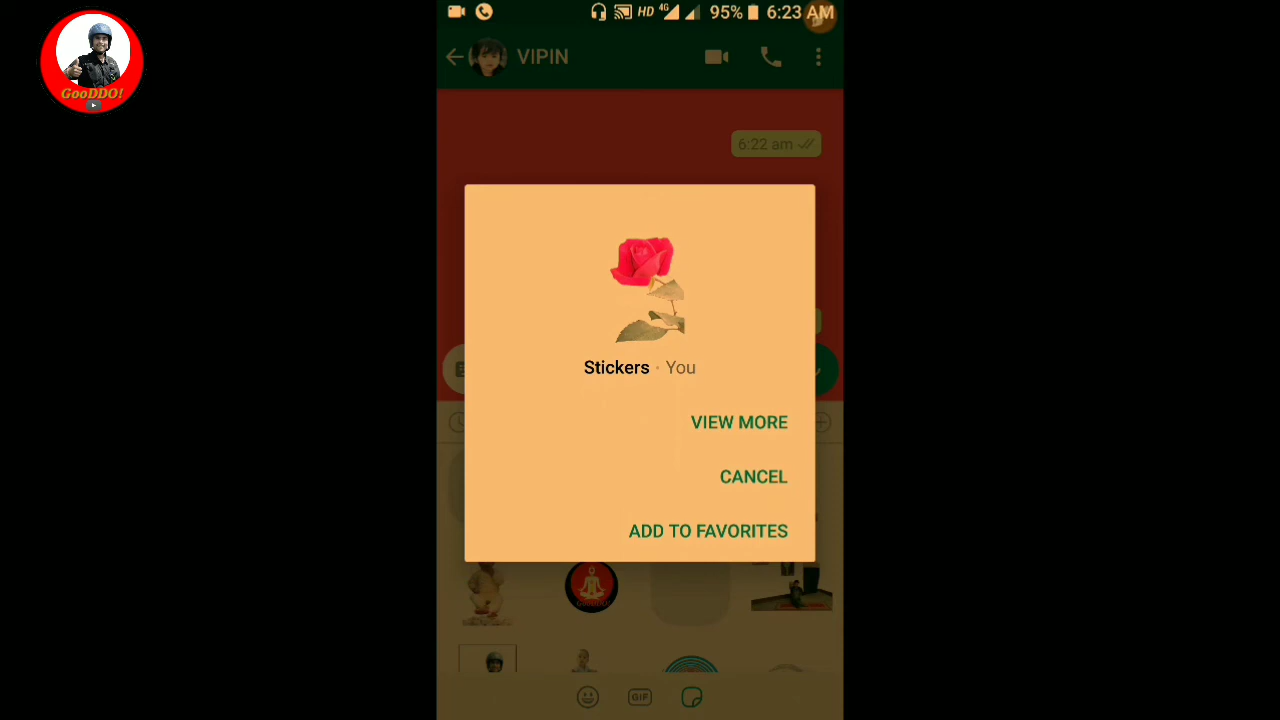 GooDDO!
HD 4G 95% 6:23 AM
VIPIN
6:22 am
Stickers · You
VIEW MORE
CANCEL
ADD TO FAVORITES
GooDDO!
GIF